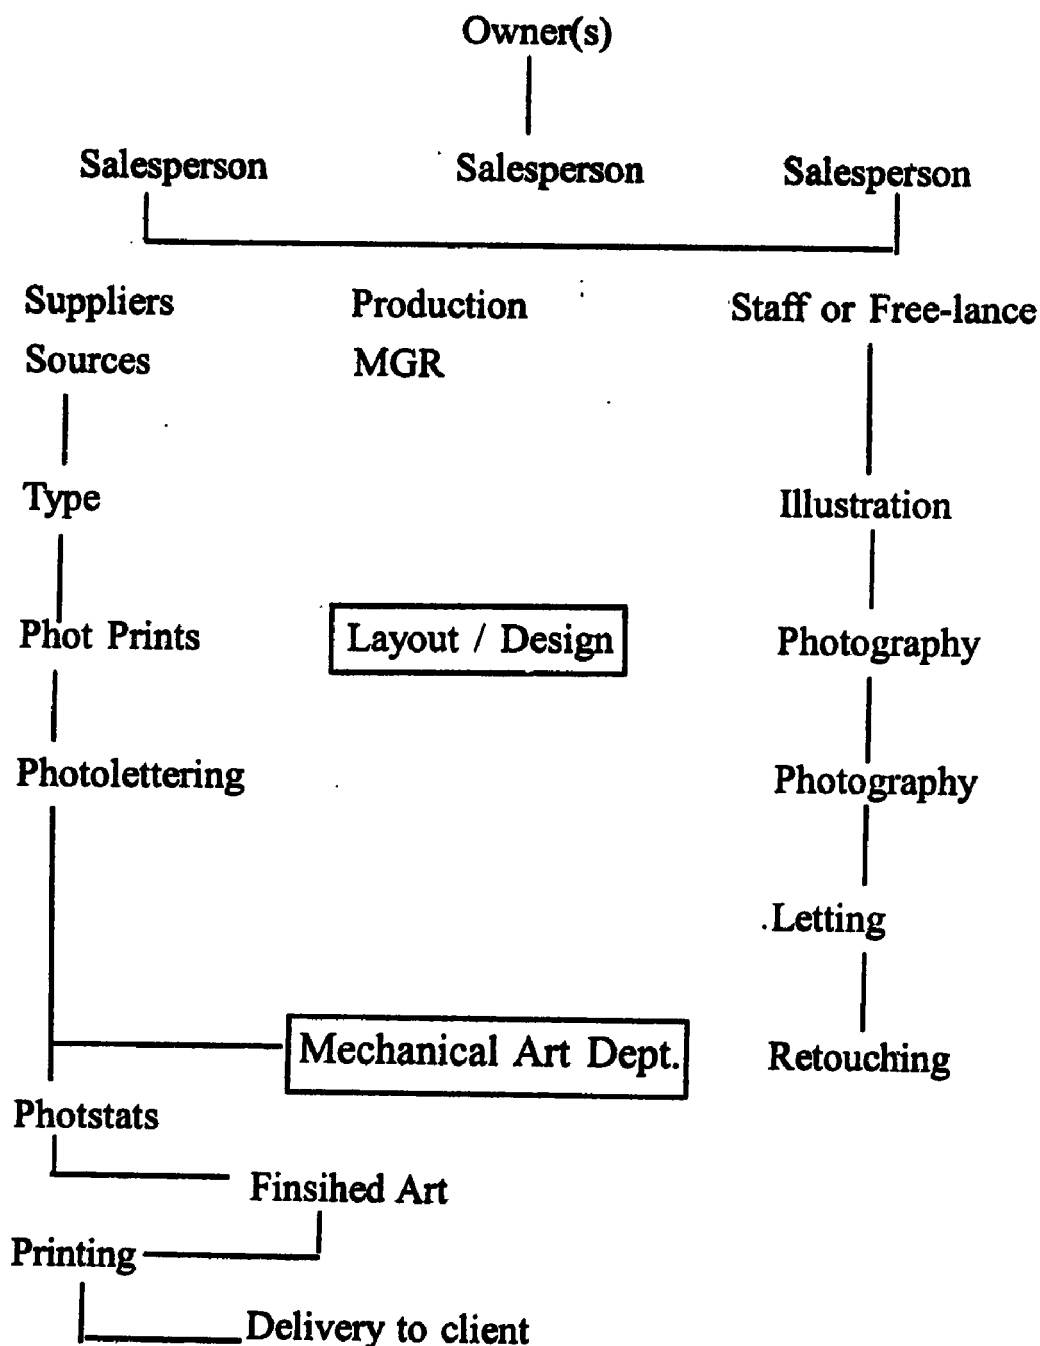 Owner(s)
Salesperson Salesperson Salesperson
Suppliers Production Staff or Free-lance
Sources MGR
Type Illustration
Phot Prints Layout / Design Photography
Photolettering Photography
Letting
Mechanical Art Dept. Retouching
Photstats
Finsihed Art
Printing
Delivery to client